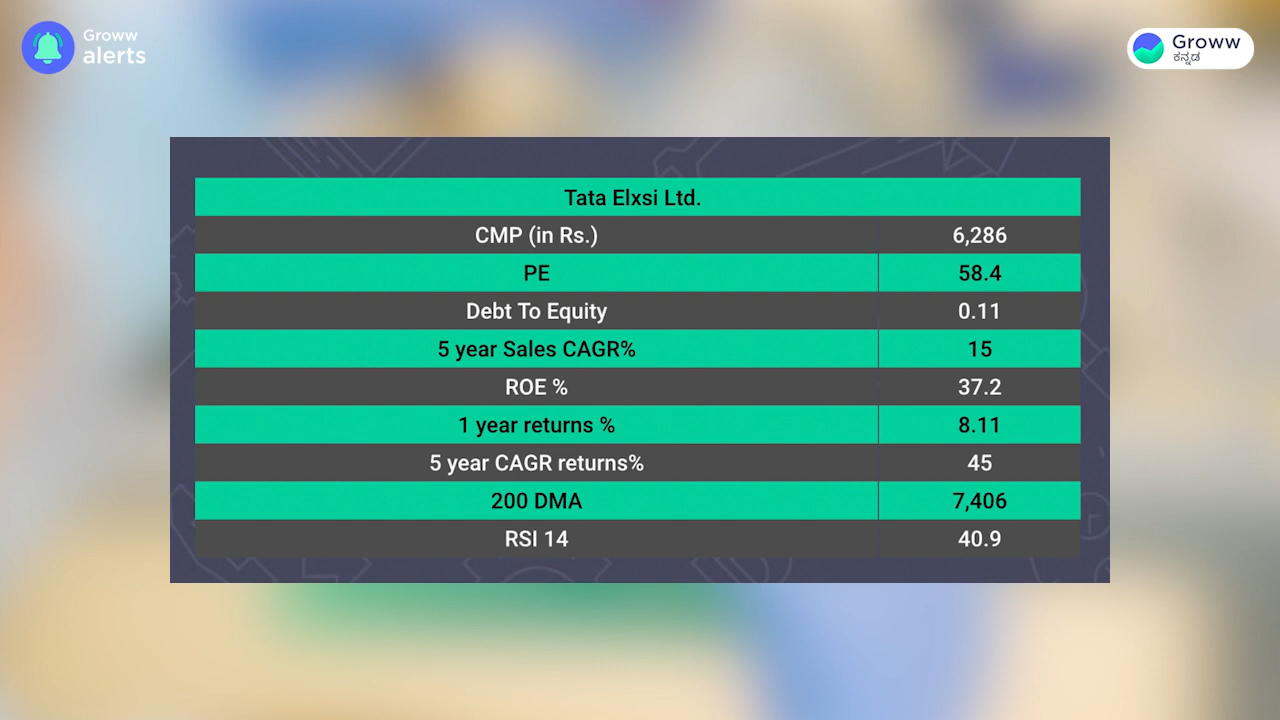 Groww
alerts
Groww
ಕನ್ನಡ
Tata Elxsi Ltd.
CMP (in Rs.) 6,286
PE 58.4
Debt To Equity 0.11
5 year Sales CAGR% 15
ROE % 37.2
1 year returns % 8.11
5 year CAGR returns% 45
200 DMA 7,406
RSI 14 40.9